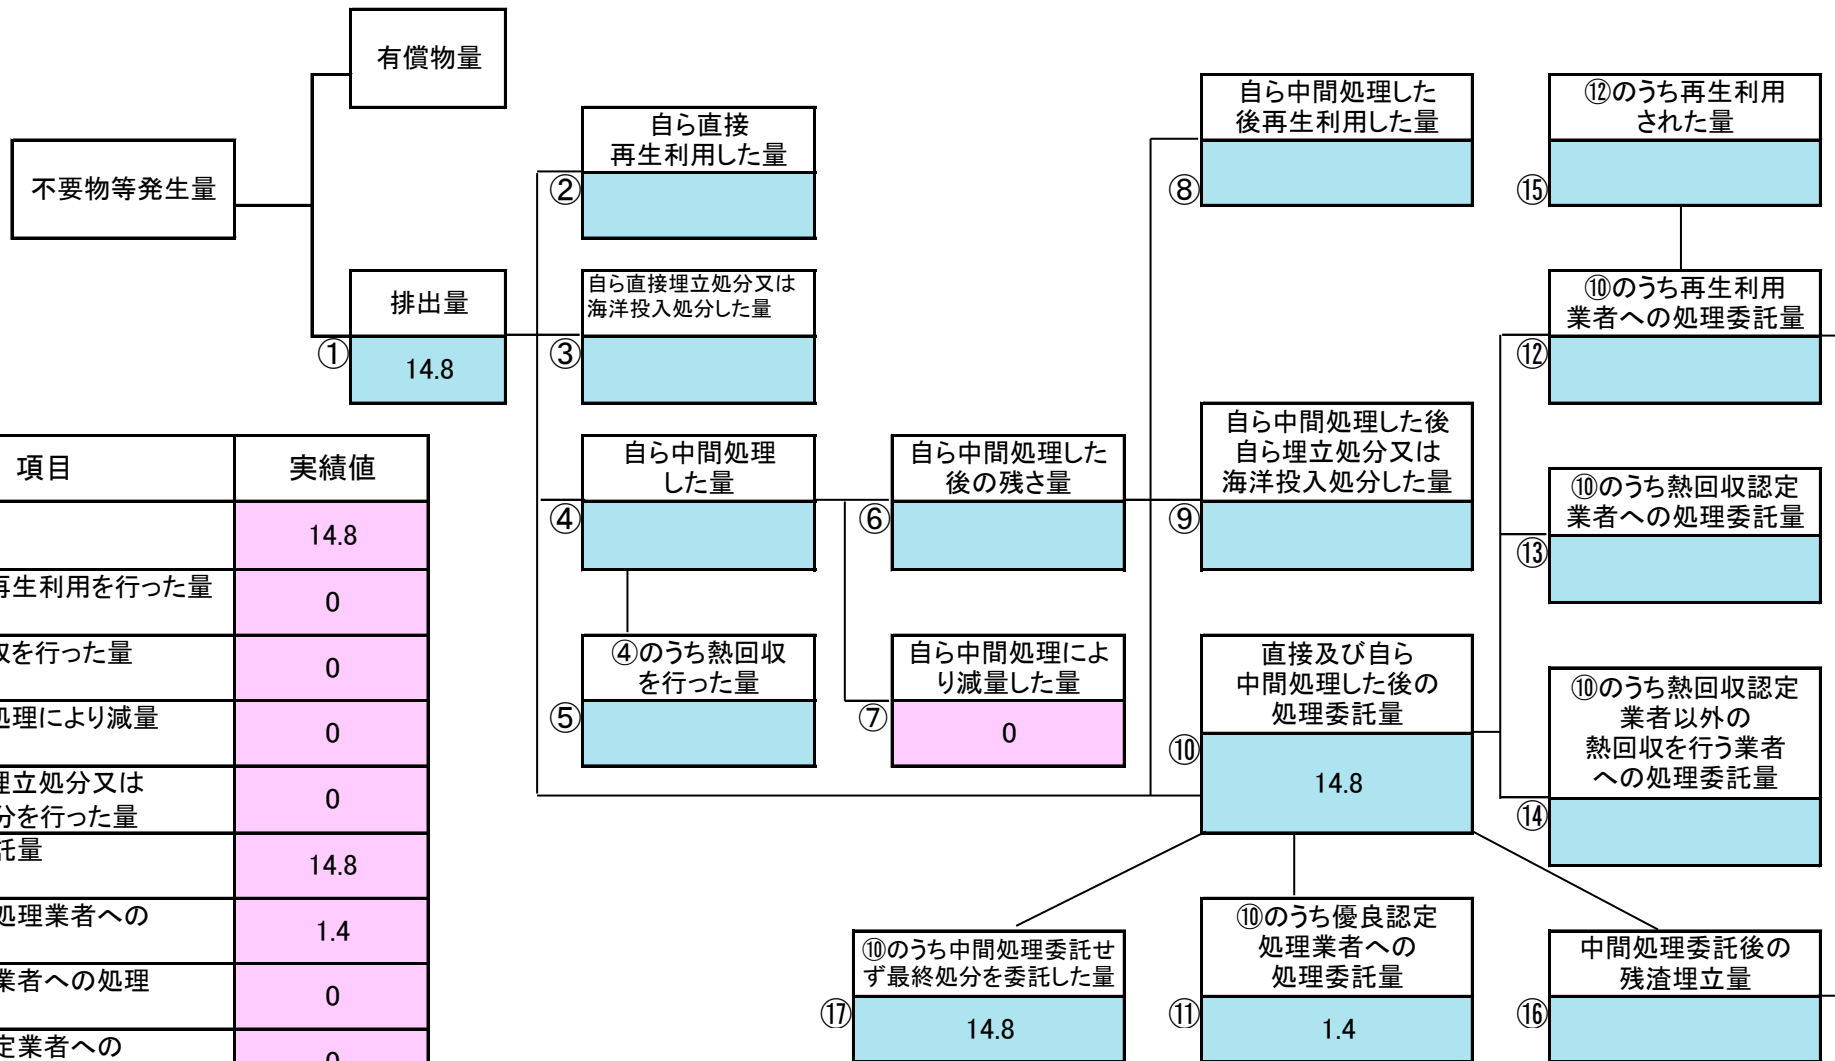 有償物量
不要物等発生量
排出量
①
14.8
自ら直接
再生利用した量
②
自ら直接埋立処分又は
海洋投入処分した量
③
自ら中間処理
した量
④
④のうち熱回収
を行った量
⑤
自ら中間処理した
後の残さ量
⑥
自ら中間処理によ
り減量した量
⑦
0
自ら中間処理した
後再生利用した量
⑧
自ら中間処理した後
自ら埋立処分又は
海洋投入処分した量
⑨
直接及び自ら
中間処理した後の
処理委託量
⑩
14.8
⑫のうち再生利用
された量
⑮
⑩のうち再生利用
業者への処理委託量
⑫
⑩のうち熱回収認定
業者への処理委託量
⑬
⑩のうち熱回収認定
業者以外の
熱回収を行う業者
への処理委託量
⑭
⑩のうち中間処理委託せ
ず最終処分を委託した量
⑰
14.8
⑩のうち優良認定
処理業者への
処理委託量
⑪
1.4
中間処理委託後の
残渣埋立量
⑯
項目 実績値
14.8
再生利用を行った量
0
を行った量
0
処理により減量
0
埋立処分又は
分を行った量
0
託量
14.8
処理業者への
1.4
業者への処理
0
定業者への
0